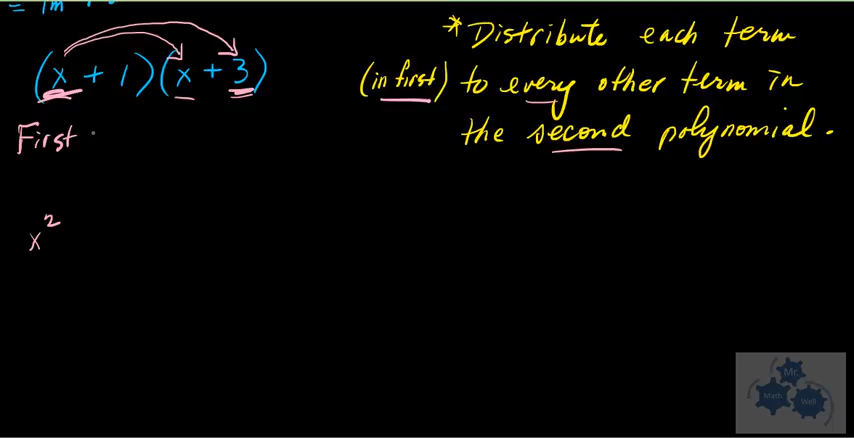 (x + 1)(x + 3)
First
x²
* Distribute each term
(in first) to every other term in
the second polynomial.
Mr.
Math
Well